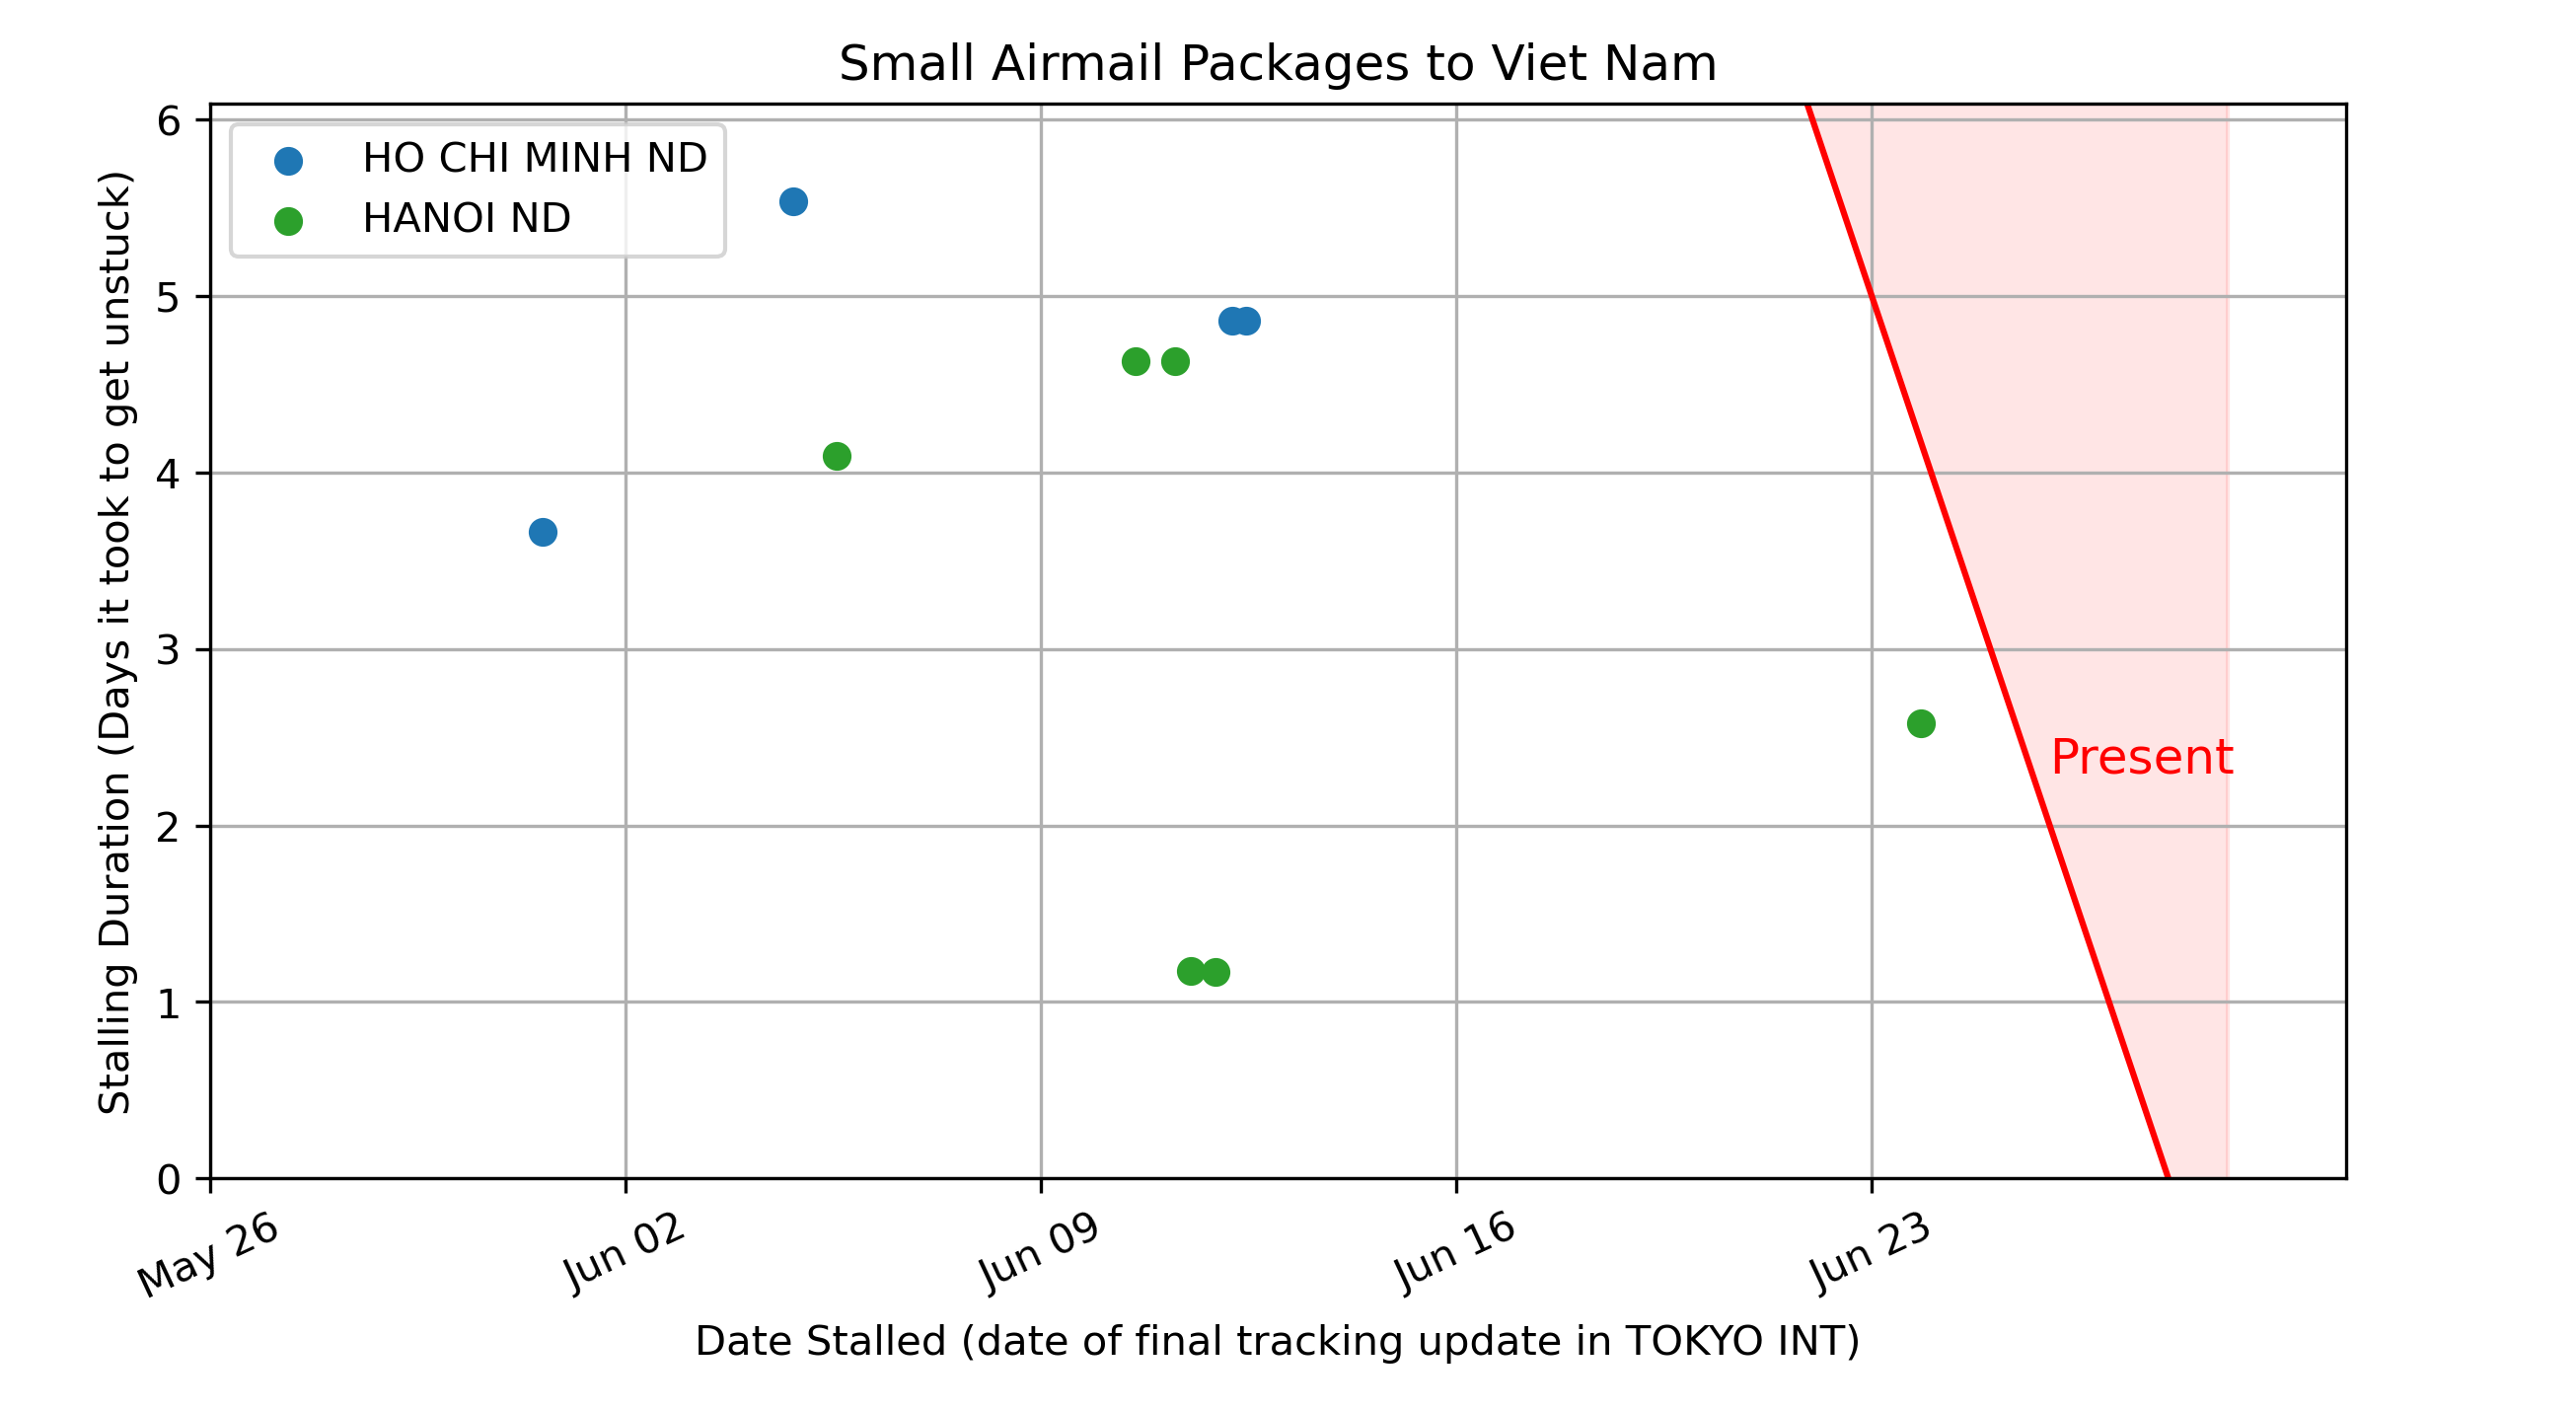 Small Airmail Packages to Viet Nam
HO CHI MINH ND
HANOI ND
Stalling Duration (Days it took to get unstuck)
6
5
4
3
2
1
0
Present
May 26
Jun 02
Jun 09
Jun 16
Jun 23
Date Stalled (date of final tracking update in TOKYO INT)